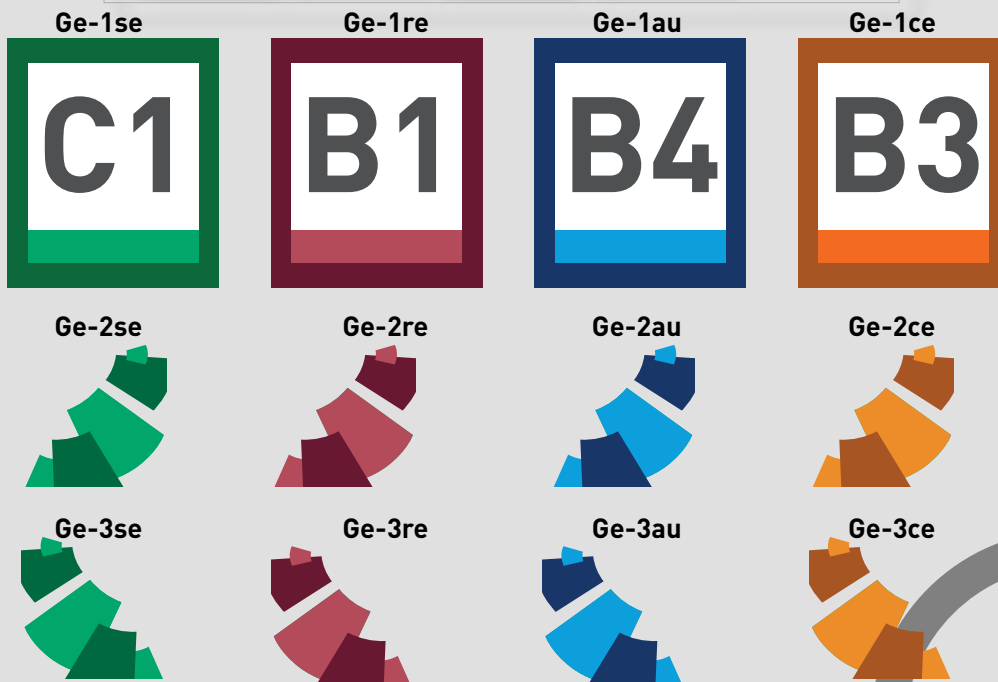 Ge-1se Ge-1re Ge-1au Ge-1ce
C1 B1 B4 B3
Ge-2se Ge-2re Ge-2au Ge-2ce
Ge-3se Ge-3re Ge-3au Ge-3ce